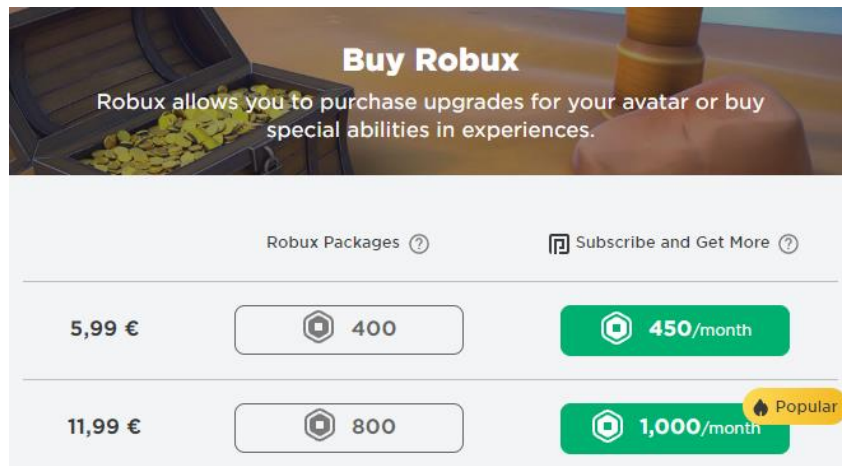 Buy Robux
Robux allows you to purchase upgrades for your avatar or buy
special abilities in experiences.
Robux Packages ? Subscribe and Get More ?
5,99 € 400 450/month
Popular
11,99 € 800 1,000/month